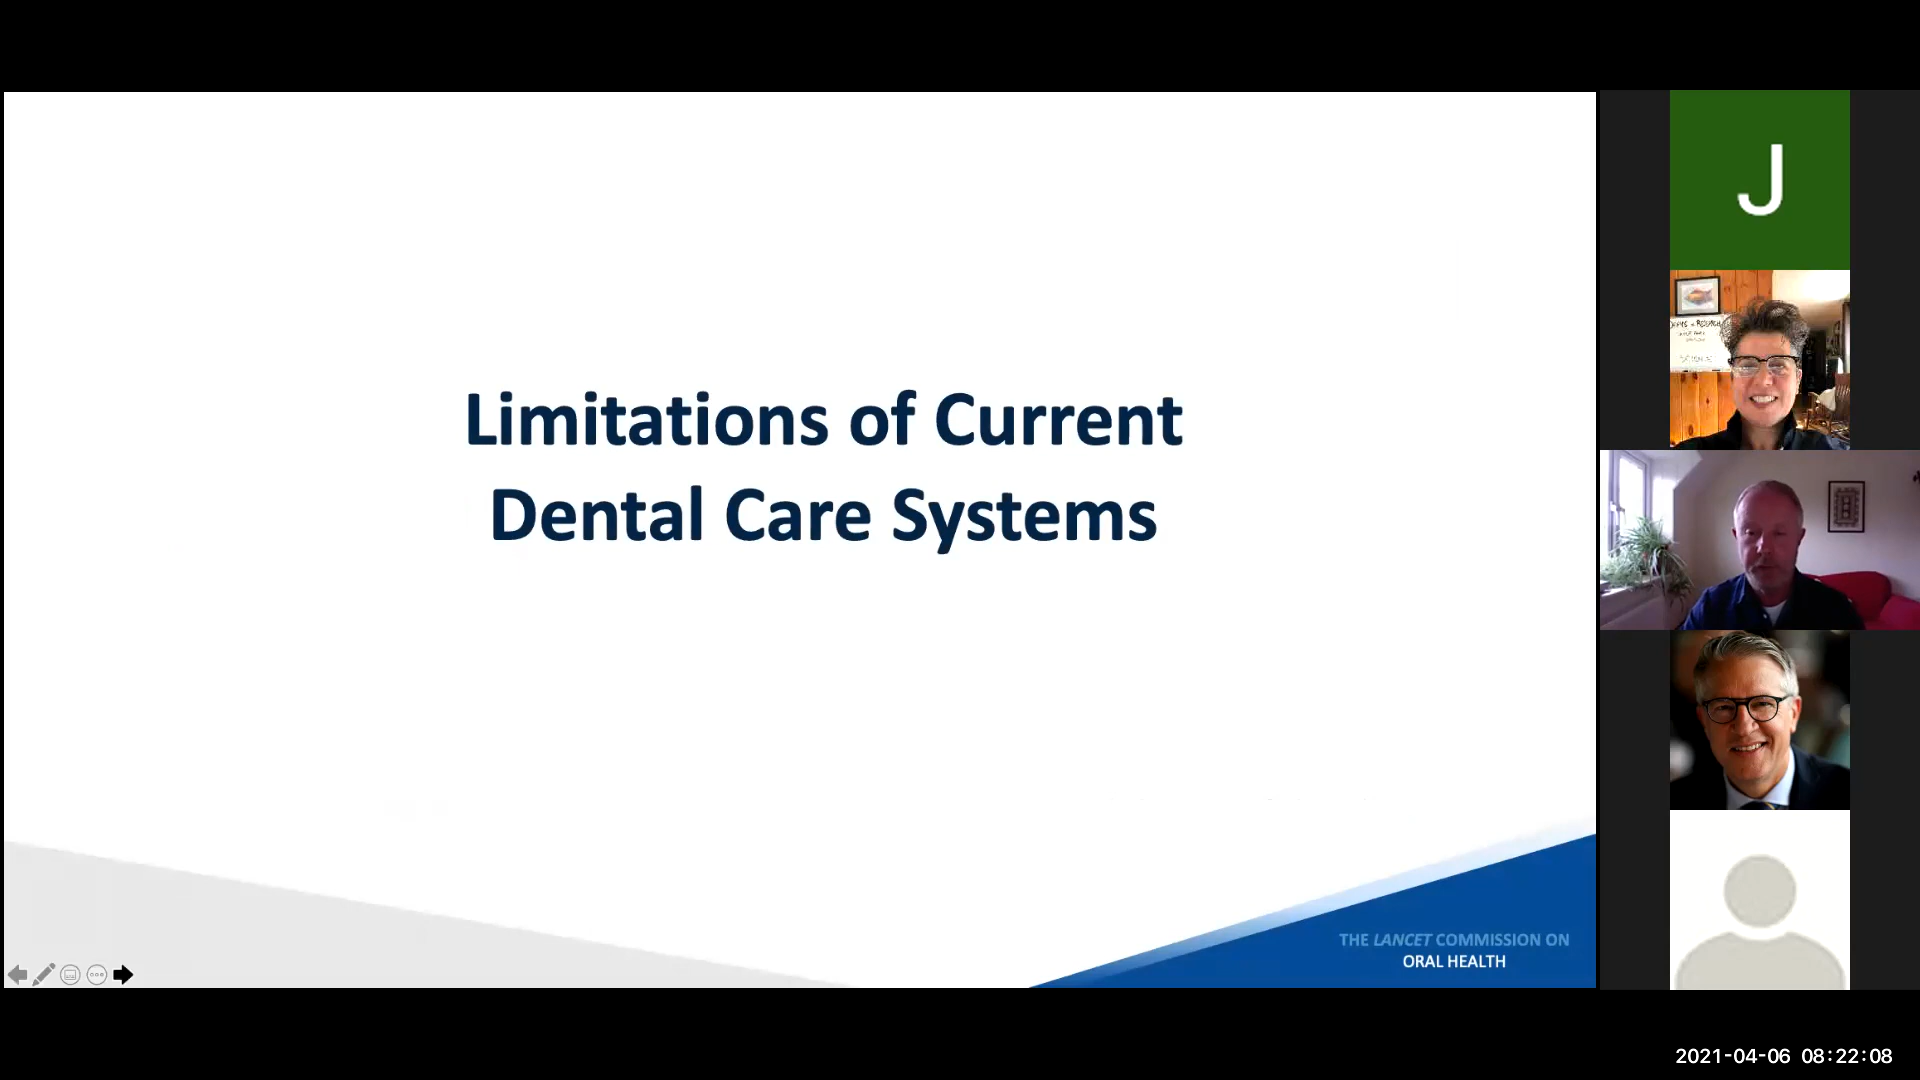 Limitations of Current
Dental Care Systems
THE LANCET COMMISSION ON
ORAL HEALTH
J
2021-04-06 08:22:08